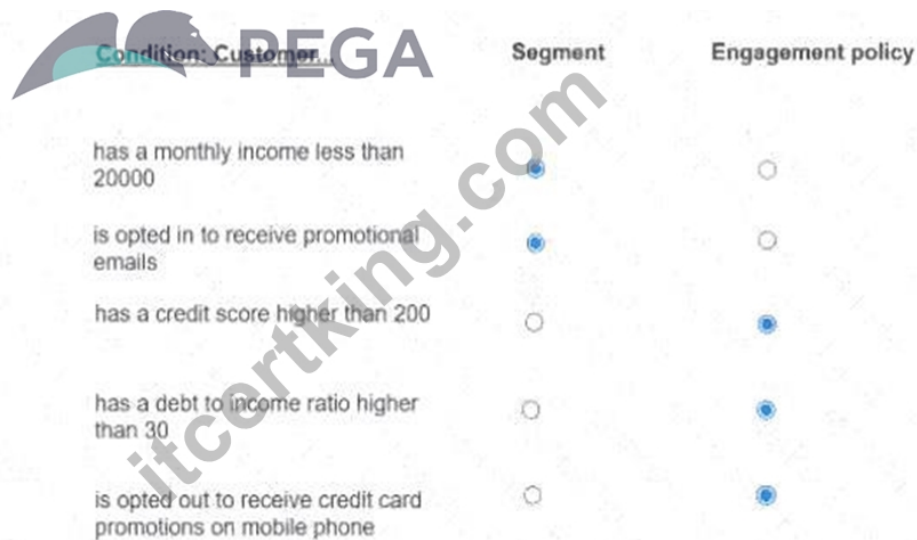 PEGA
Condition: Customer...
Segment
Engagement policy
has a monthly income less than
20000
is opted in to receive promotional
emails
has a credit score higher than 200
has a debt to income ratio higher
than 30
is opted out to receive credit card
promotions on mobile phone
itcertking.com